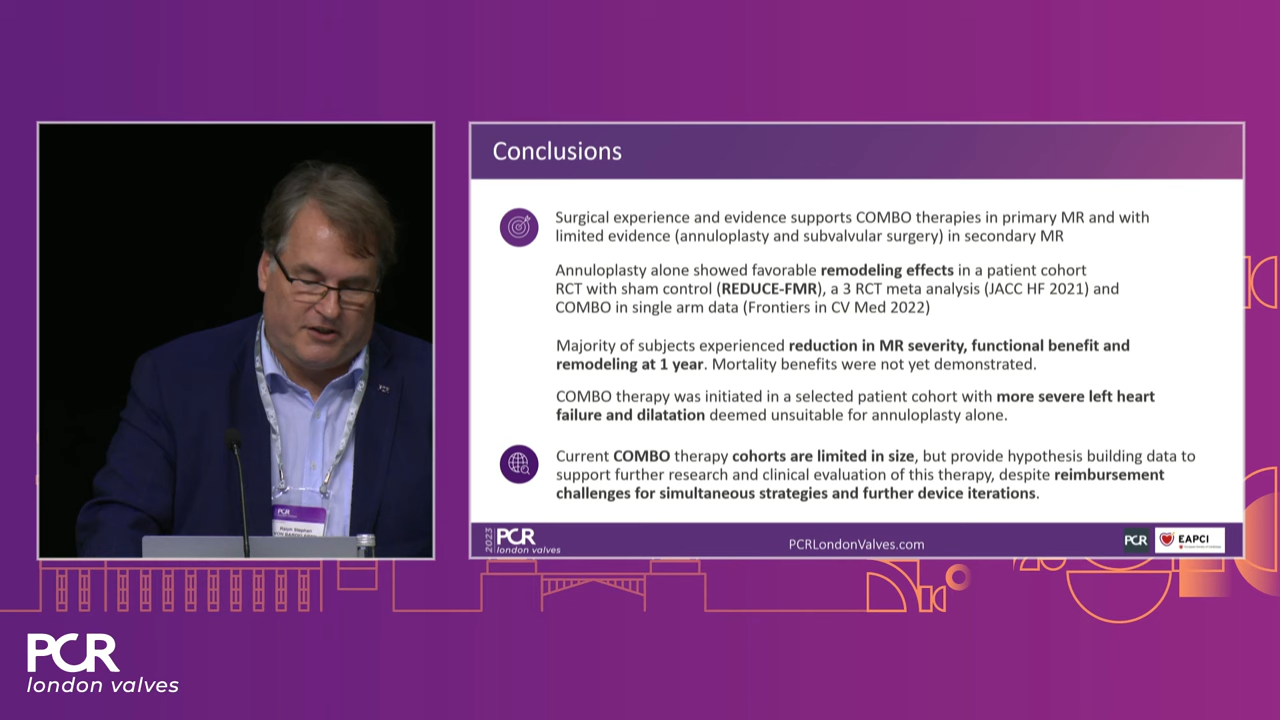 Conclusions
Surgical experience and evidence supports COMBO therapies in primary MR and with
limited evidence (annuloplasty and subvalvular surgery) in secondary MR
Annuloplasty alone showed favorable remodeling effects in a patient cohort
RCT with sham control (REDUCE-FMR), a 3 RCT meta analysis (JACC HF 2021) and
COMBO in single arm data (Frontiers in CV Med 2022)
Majority of subjects experienced reduction in MR severity, functional benefit and
remodeling at 1 year. Mortality benefits were not yet demonstrated.
COMBO therapy was initiated in a selected patient cohort with more severe left heart
failure and dilatation deemed unsuitable for annuloplasty alone.
Current COMBO therapy cohorts are limited in size, but provide hypothesis building data to
support further research and clinical evaluation of this therapy, despite reimbursement
challenges for simultaneous strategies and further device iterations.
2023
PCR
london valves
PCRLondonValves.com
PCR
EAPCI
PCR
Ralph Stephan
PCR
london valves